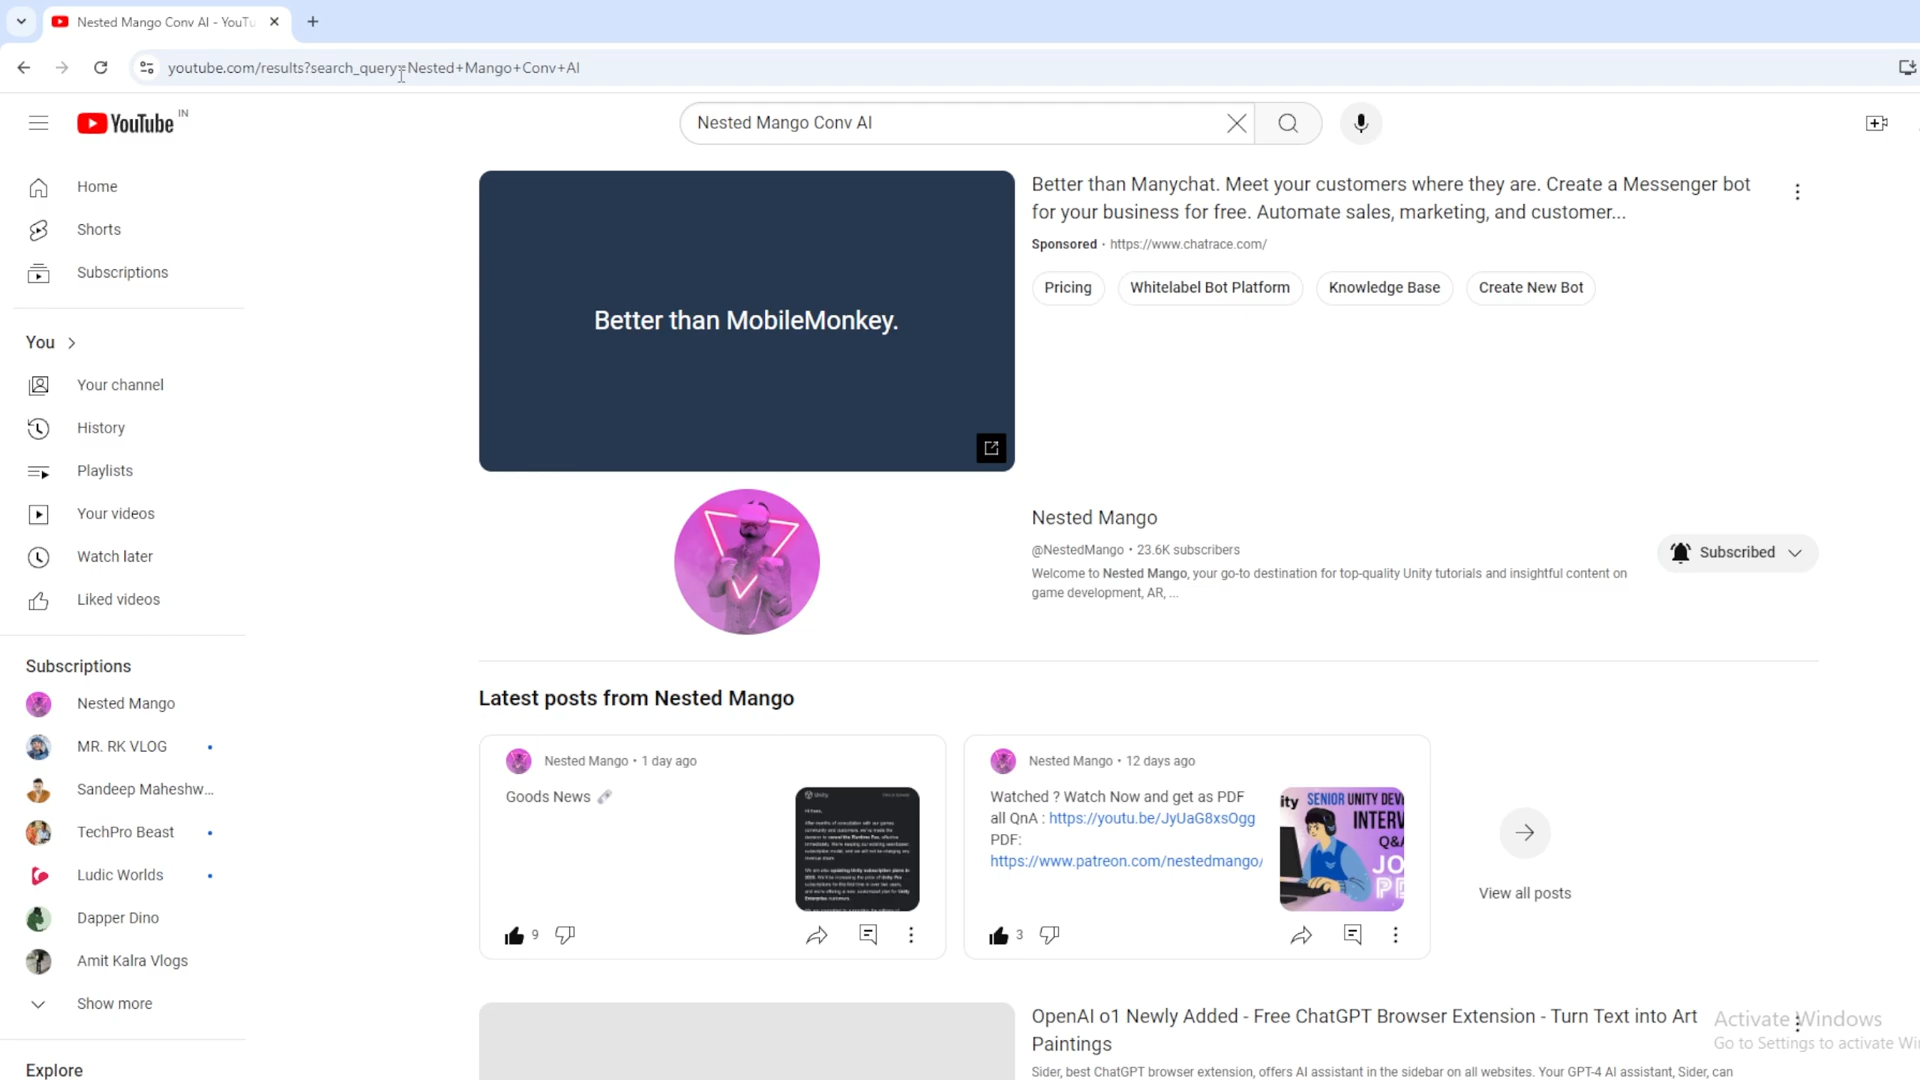 Nested Mango Conv AI - YouTu
youtube.com/results?search_query=Nested+Mango+Conv+AI
YouTube IN
Nested Mango Conv AI
Home
Shorts
Subscriptions
You
Your channel
History
Playlists
Your videos
Watch later
Liked videos
Subscriptions
Nested Mango
MR. RK VLOG
Sandeep Maheshw...
TechPro Beast
Ludic Worlds
Dapper Dino
Amit Kalra Vlogs
Show more
Explore
Better than MobileMonkey.
Better than Manychat. Meet your customers where they are. Create a Messenger bot
for your business for free. Automate sales, marketing, and customer...
Sponsored · https://www.chatrace.com/
Pricing
Whitelabel Bot Platform
Knowledge Base
Create New Bot
Nested Mango
@NestedMango • 23.6K subscribers
Welcome to Nested Mango, your go-to destination for top-quality Unity tutorials and insightful content on
game development, AR, ...
Subscribed
Latest posts from Nested Mango
Nested Mango • 1 day ago
Goods News
9
Nested Mango • 12 days ago
Watched ? Watch Now and get as PDF
all QnA : https://youtu.be/JyUaG8xsOgg
PDF:
https://www.patreon.com/nestedmango/
SENIOR UNITY DEV
INTERV
Q&A
JO
3
View all posts
OpenAI o1 Newly Added - Free ChatGPT Browser Extension - Turn Text into Art
Paintings
Sider, best ChatGPT browser extension, offers AI assistant in the sidebar on all websites. Your GPT-4 AI assistant, Sider, can
Activate Windows
Go to Settings to activate Wi